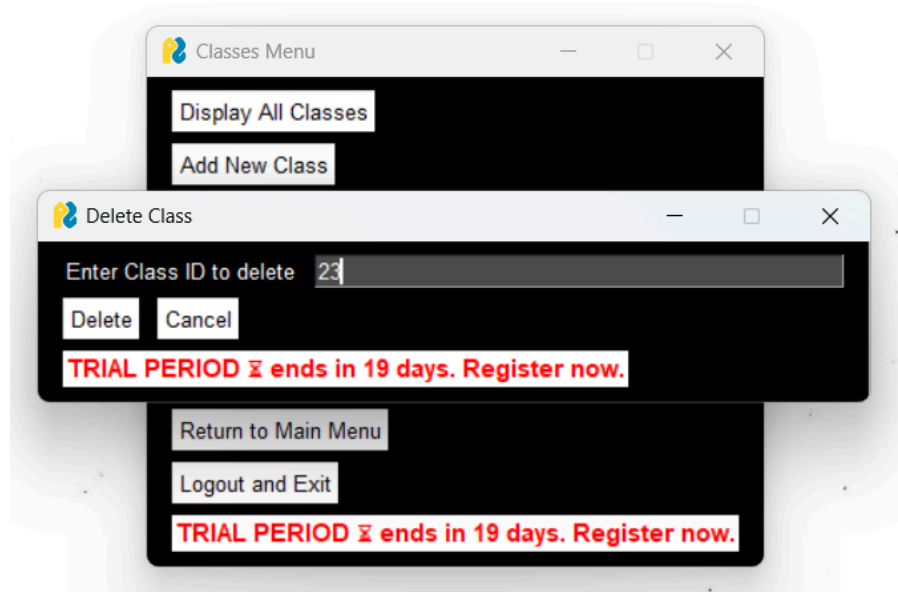 Classes Menu
Display All Classes
Add New Class
Delete Class
Enter Class ID to delete 23
Delete Cancel
TRIAL PERIOD ⏳ ends in 19 days. Register now.
Return to Main Menu
Logout and Exit
TRIAL PERIOD ⏳ ends in 19 days. Register now.